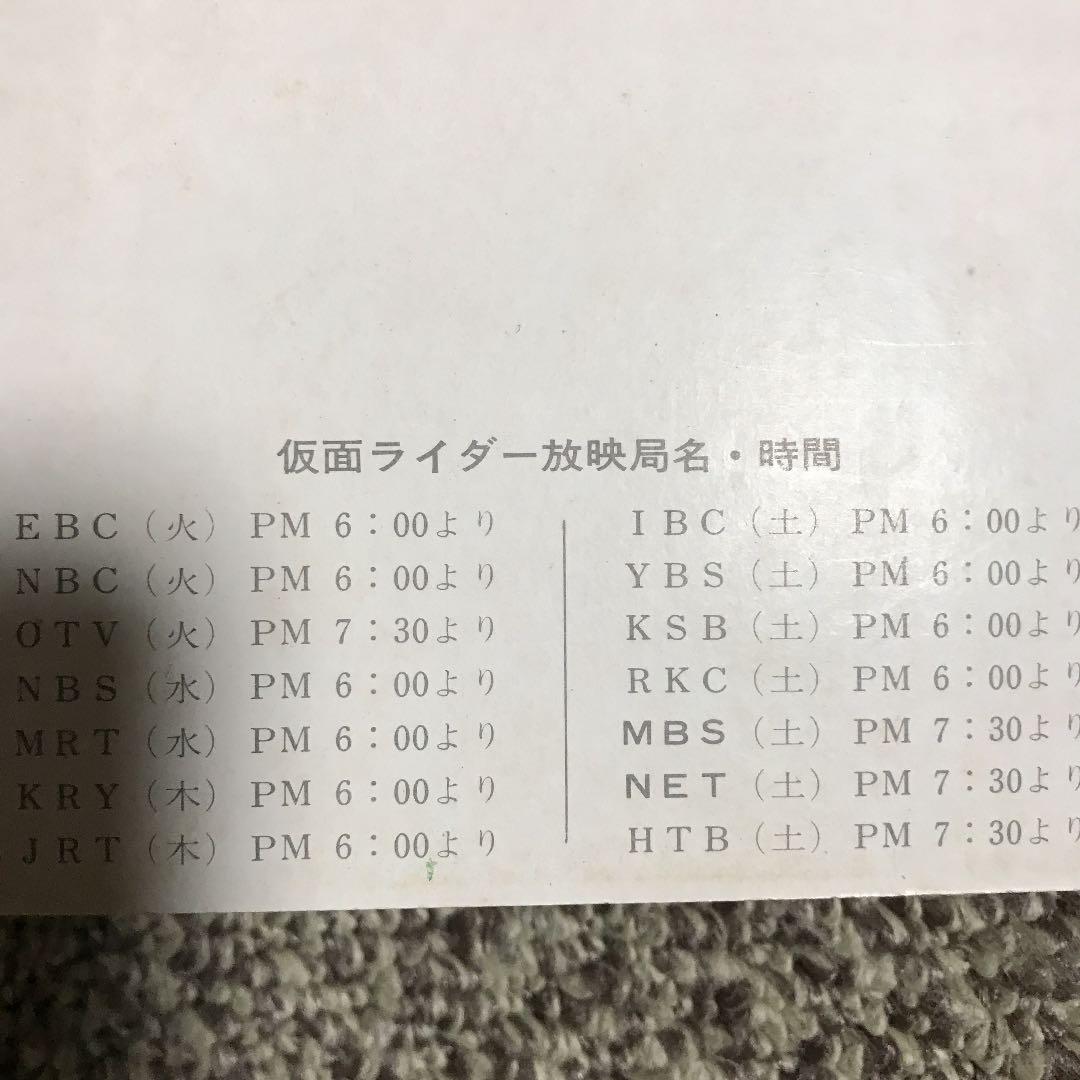 仮面ライダー放映局名・時間
EBC（火） PM 6：00より
NBC（火） PM 6：00より
OTV（火） PM 7：30より
NBS（水） PM 6：00より
MRT（水） PM 6：00より
KRY（木） PM 6：00より
JRT（木） PM 6：00より
IBC（土） PM 6：00より
YBS（土） PM 6：00より
KSB（土） PM 6：00より
RKC（土） PM 6：00より
MBS（土） PM 7：30より
NET（土） PM 7：30より
HTB（土） PM 7：30より